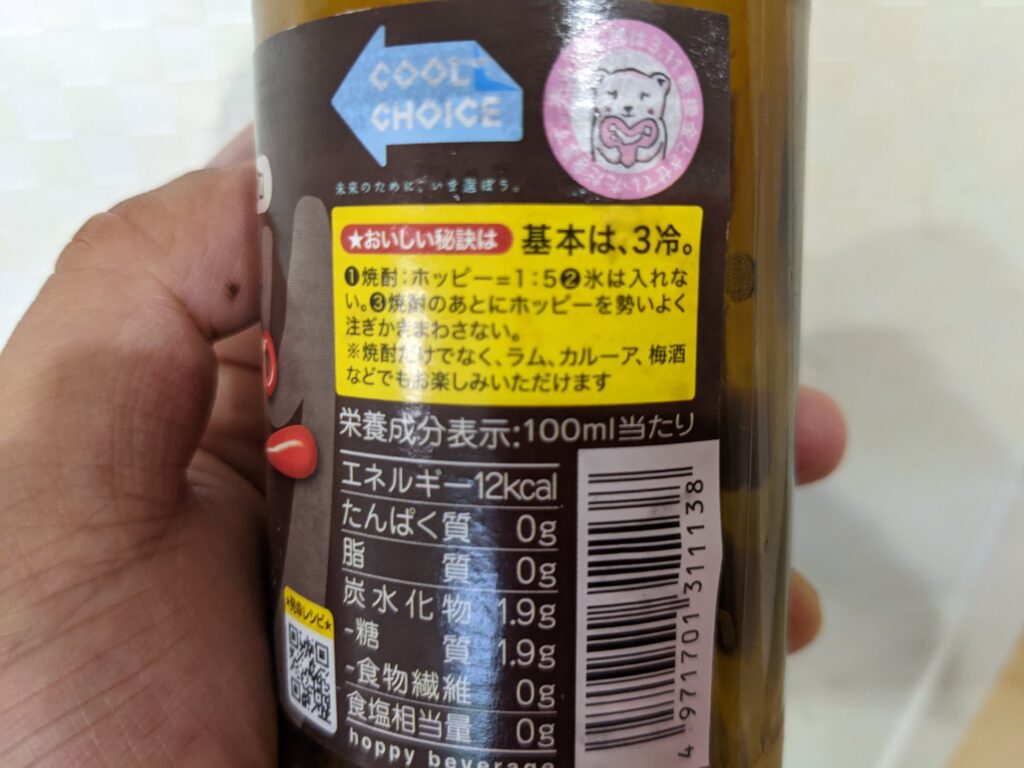 COOL
CHOICE
未来のために、いま選ぼう。
★おいしい秘訣は 基本は、3冷。
❶焼酎:ホッピー=1:5❷氷は入れな
い。❸焼酎のあとにホッピーを勢いよく
注ぎかきまわさない。
※焼酎だけでなく、ラム、カルーア、梅酒
などでもお楽しみいただけます
栄養成分表示:100ml当たり
エネルギー12kcal
たんぱく質 0g
脂質 0g
炭水化物 1.9g
-糖質 1.9g
-食物繊維 0g
食塩相当量 0g
hoppy beverage
4 971701 311138